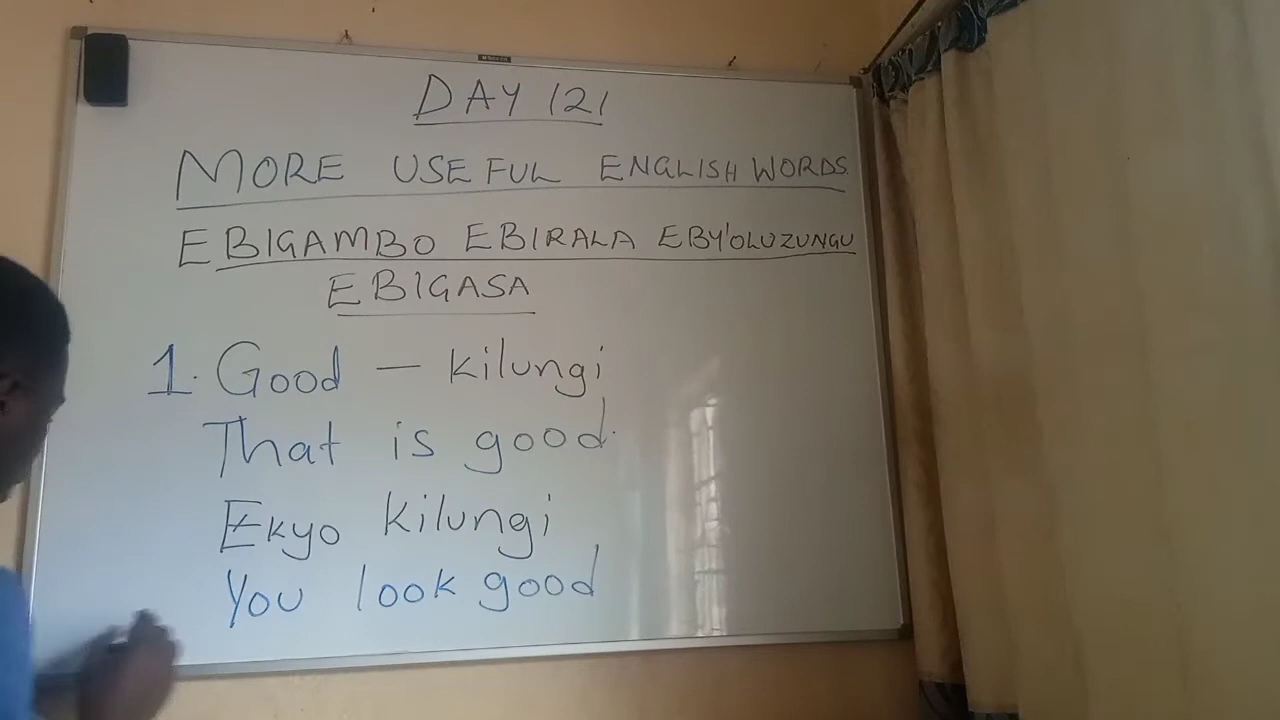 DAY 121
MORE USEFUL ENGLISH WORDS.
EBIGAMBO EBIRALA EBY'OLUZUNGU
EBIGASA
1. Good — kilungi
That is good.
Ekyo kilungi
You look good